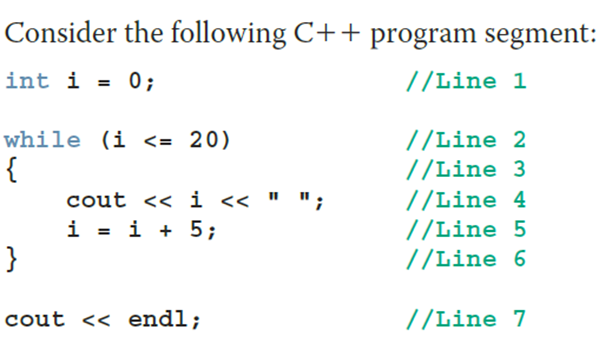 Consider the following C++ program segment:
int i = 0; //Line 1
while (i <= 20) //Line 2
{ //Line 3
cout << i << " "; //Line 4
i = i + 5; //Line 5
} //Line 6
cout << endl; //Line 7